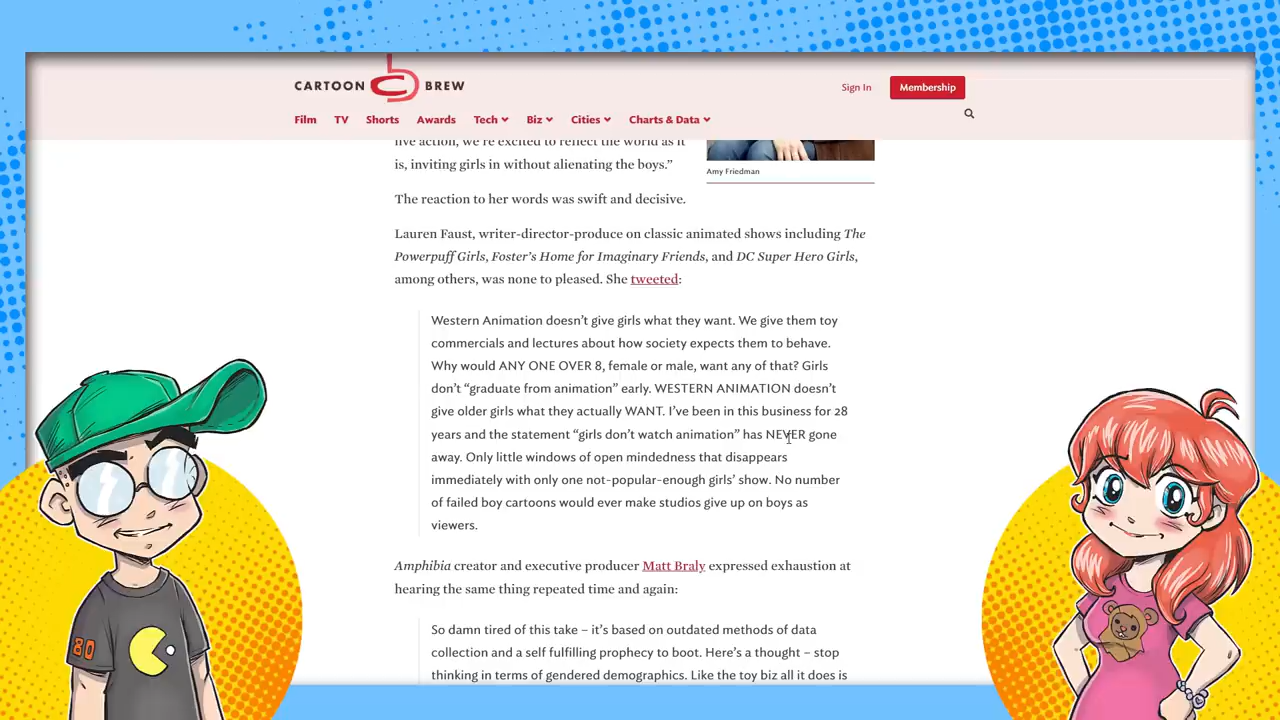 CARTOON BREW
Sign In
Membership
Film TV Shorts Awards Tech Biz Cities Charts & Data
live action, we're excited to reflect the world as it
is, inviting girls in without alienating the boys.”
Amy Friedman
The reaction to her words was swift and decisive.
Lauren Faust, writer-director-produce on classic animated shows including The
Powerpuff Girls, Foster’s Home for Imaginary Friends, and DC Super Hero Girls,
among others, was none to pleased. She tweeted:
Western Animation doesn’t give girls what they want. We give them toy
commercials and lectures about how society expects them to behave.
Why would ANY ONE OVER 8, female or male, want any of that? Girls
don’t “graduate from animation” early. WESTERN ANIMATION doesn’t
give older girls what they actually WANT. I’ve been in this business for 28
years and the statement “girls don’t watch animation” has NEVER gone
away. Only little windows of open mindedness that disappears
immediately with only one not-popular-enough girls’ show. No number
of failed boy cartoons would ever make studios give up on boys as
viewers.
Amphibia creator and executive producer Matt Braly expressed exhaustion at
hearing the same thing repeated time and again:
So damn tired of this take – it’s based on outdated methods of data
collection and a self fulfilling prophecy to boot. Here’s a thought – stop
thinking in terms of gendered demographics. Like the toy biz all it does is
80